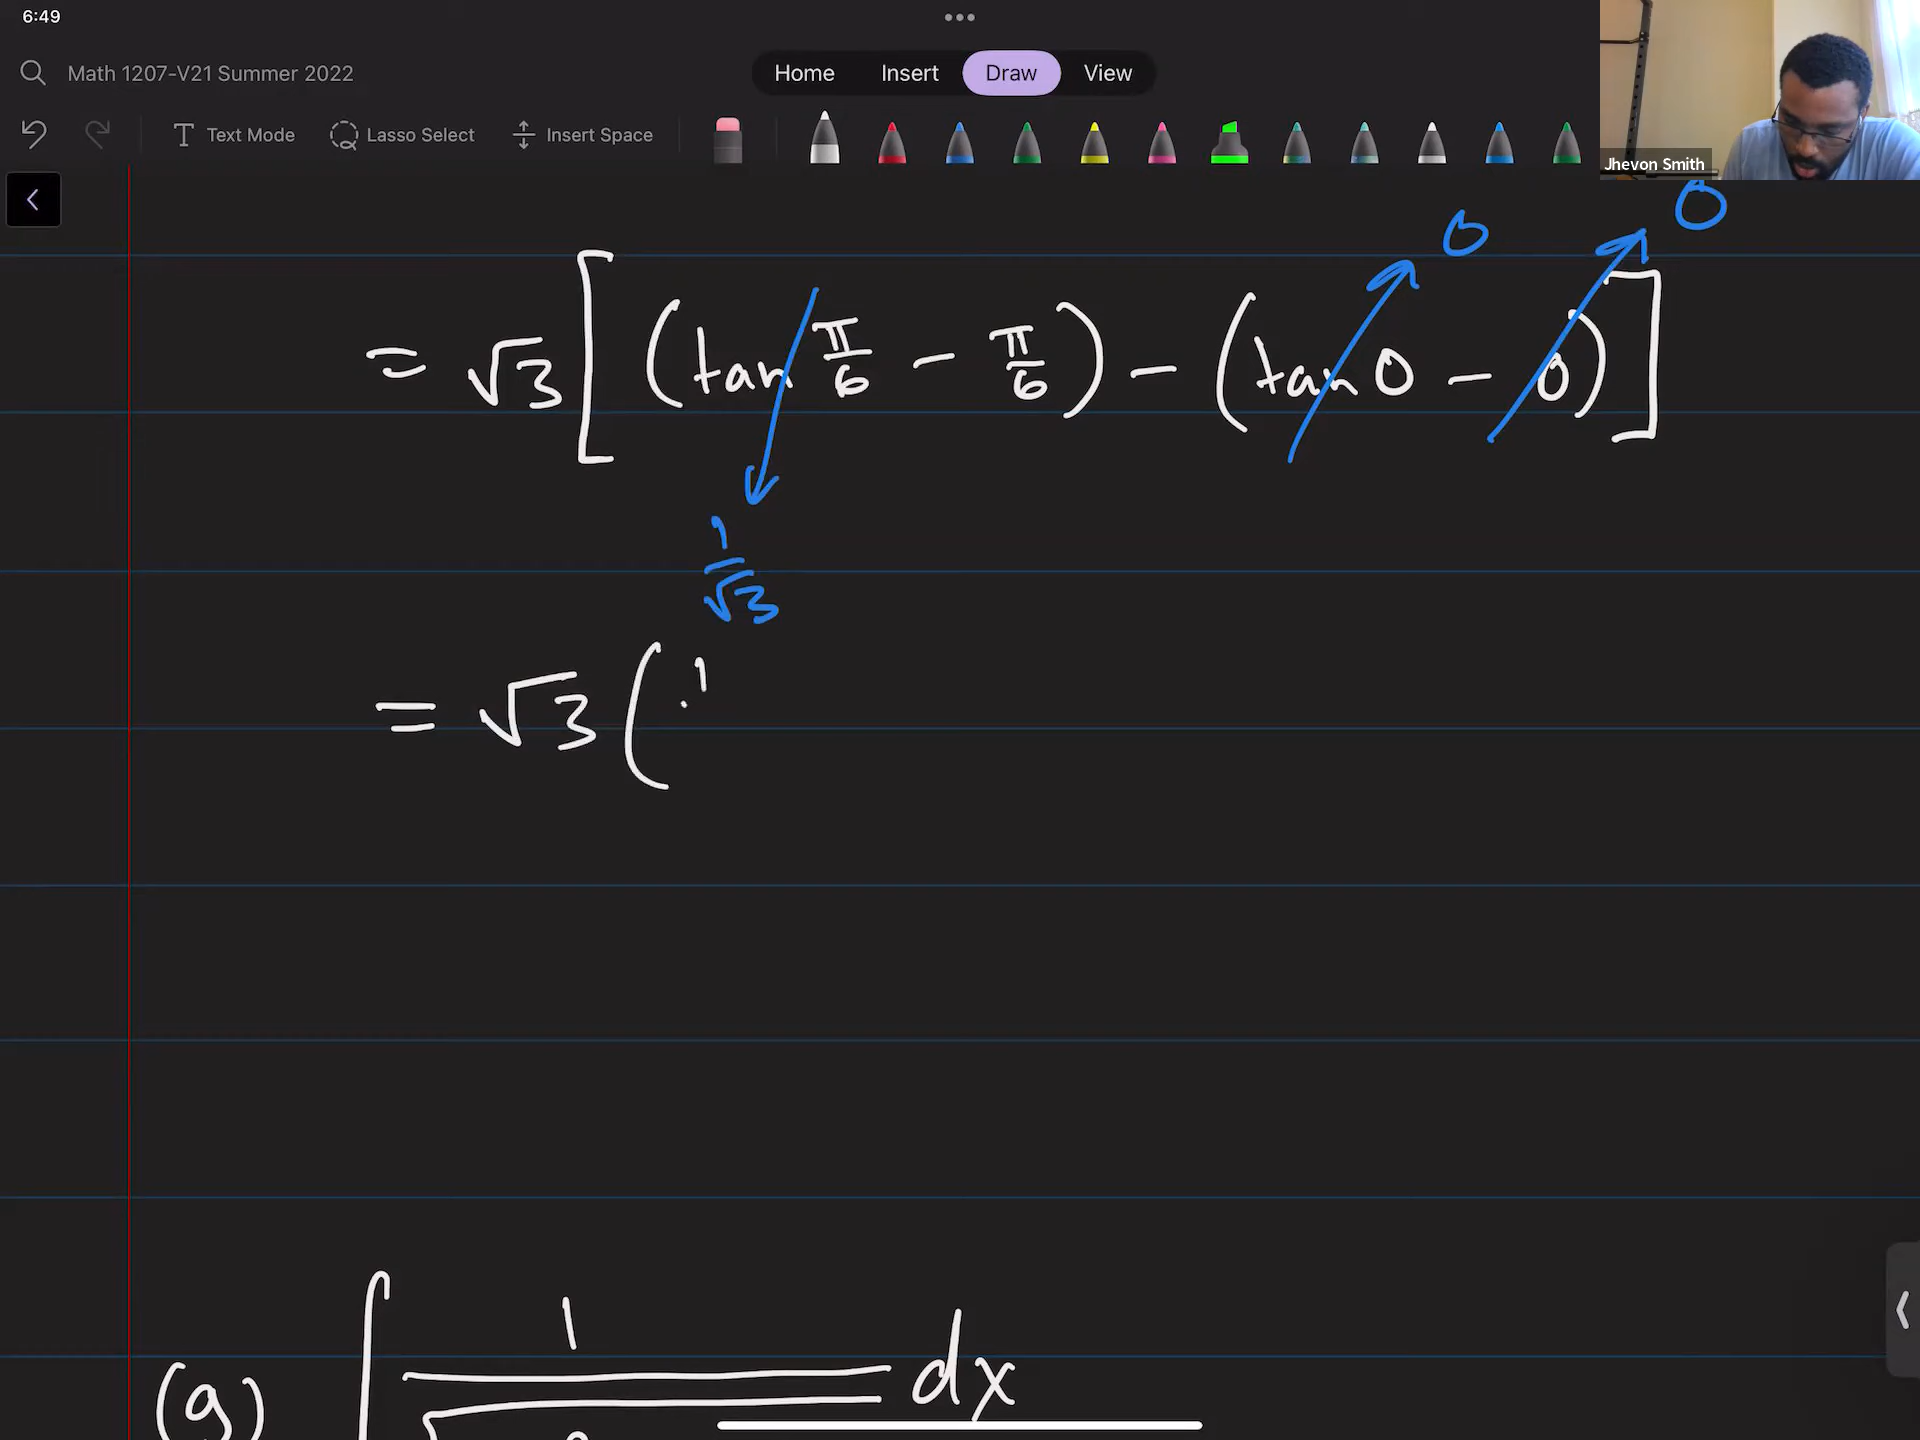 6:49
Math 1207-V21 Summer 2022
Home Insert Draw View
Text Mode Lasso Select Insert Space
Jhevon Smith
0 0
= √3 [ (tan π/6 − π/6) − (tan 0 − 0) ]
1/√3
= √3 ( 1
(g) ∫ 1/√ dx